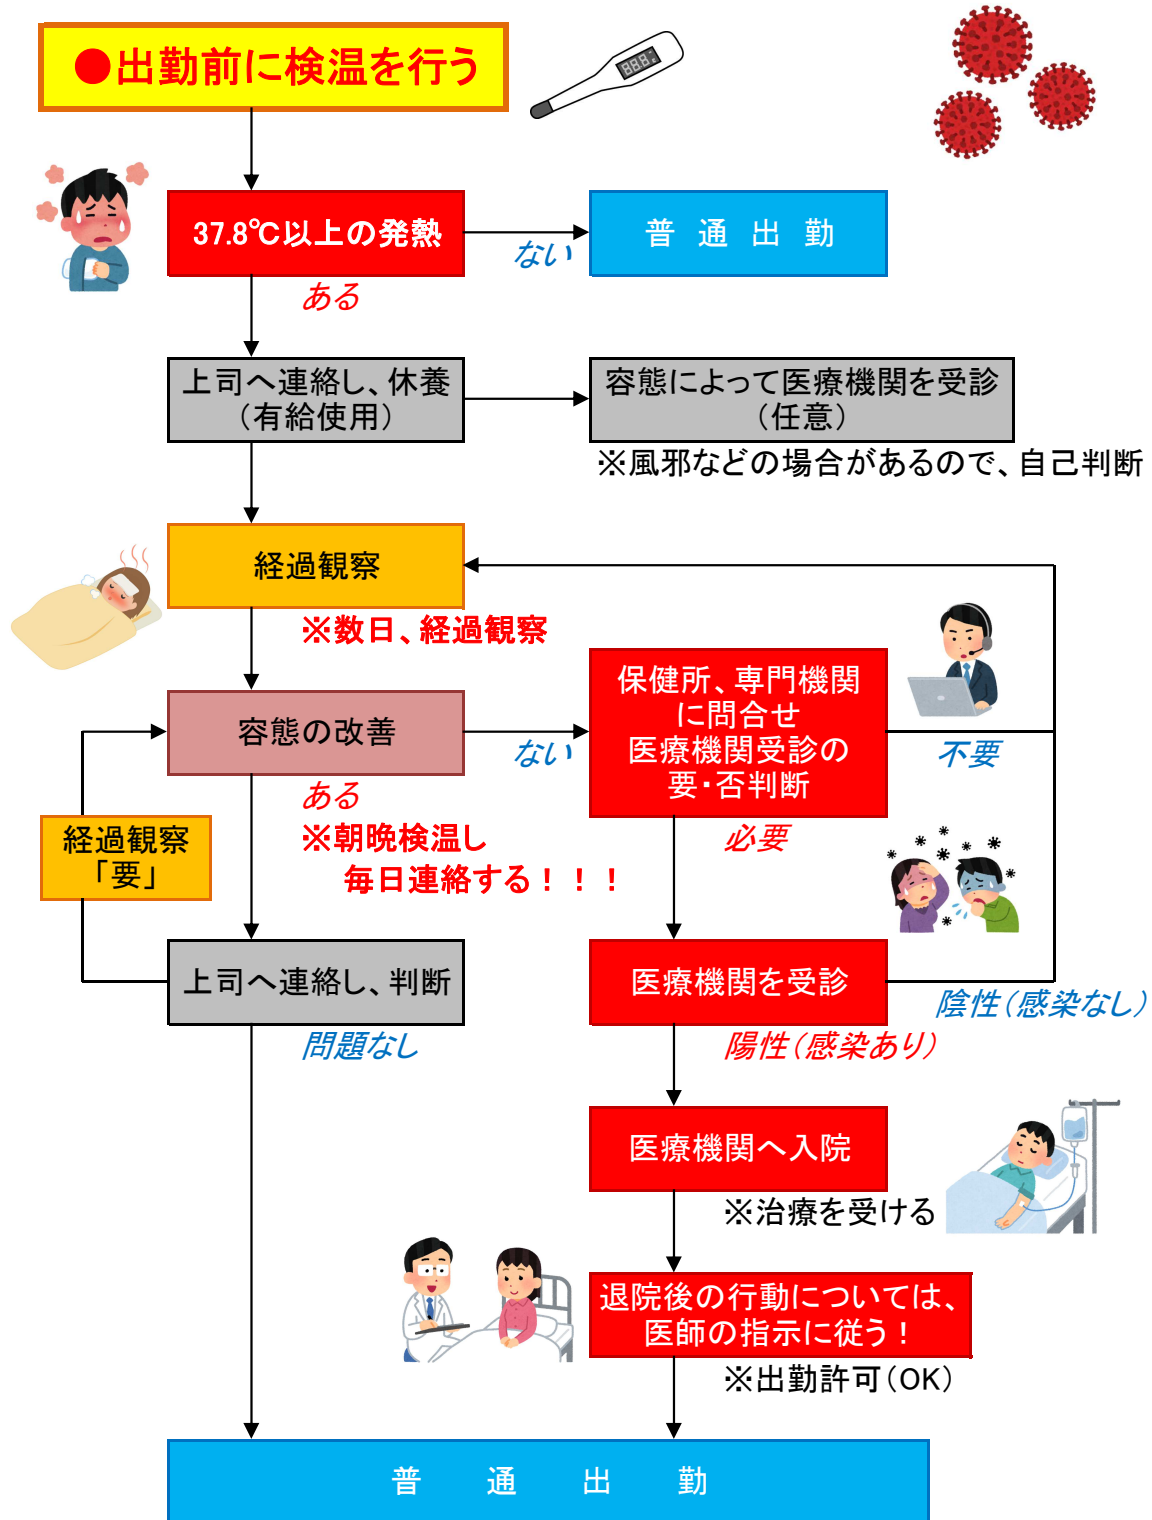 ●出勤前に検温を行う
88.8
37.8℃以上の発熱
ない
普通出勤
ある
上司へ連絡し、休養
（有給使用）
容態によって医療機関を受診
（任意）
※風邪などの場合があるので、自己判断
経過観察
※数日、経過観察
保健所、専門機関
に問合せ
医療機関受診の
要・否判断
容態の改善
ない
不要
ある
※朝晩検温し
毎日連絡する！！！
必要
経過観察
「要」
上司へ連絡し、判断
問題なし
医療機関を受診
陰性（感染なし）
陽性（感染あり）
医療機関へ入院
※治療を受ける
退院後の行動については、
医師の指示に従う！
※出勤許可（OK）
普通出勤